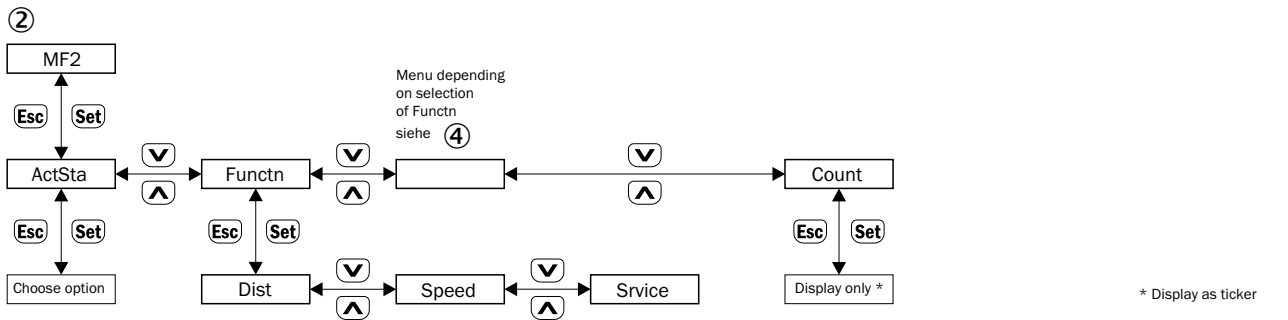 ②
MF2
Menu depending
on selection
of Functn
siehe ④
Esc Set
ActSta
Functn
Count
Esc Set
Esc Set
Esc Set
Choose option
Dist
Speed
Srvice
Display only *
* Display as ticker